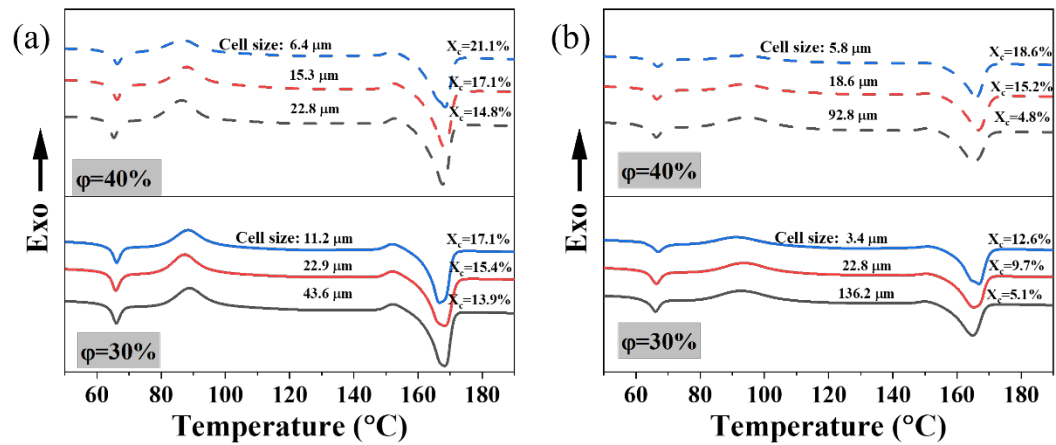 (a)
Cell size: 6.4 μm
X_c=21.1%
15.3 μm
X_c=17.1%
22.8 μm
X_c=14.8%
φ=40%
Cell size: 11.2 μm
X_c=17.1%
22.9 μm
X_c=15.4%
43.6 μm
X_c=13.9%
φ=30%
Exo
60 80 100 120 140 160 180
Temperature (°C)
(b)
5.8 μm
X_c=18.6%
18.6 μm
X_c=15.2%
92.8 μm
X_c=4.8%
φ=40%
Cell size: 3.4 μm
X_c=12.6%
22.8 μm
X_c=9.7%
136.2 μm
X_c=5.1%
φ=30%
Exo
60 80 100 120 140 160 180
Temperature (°C)